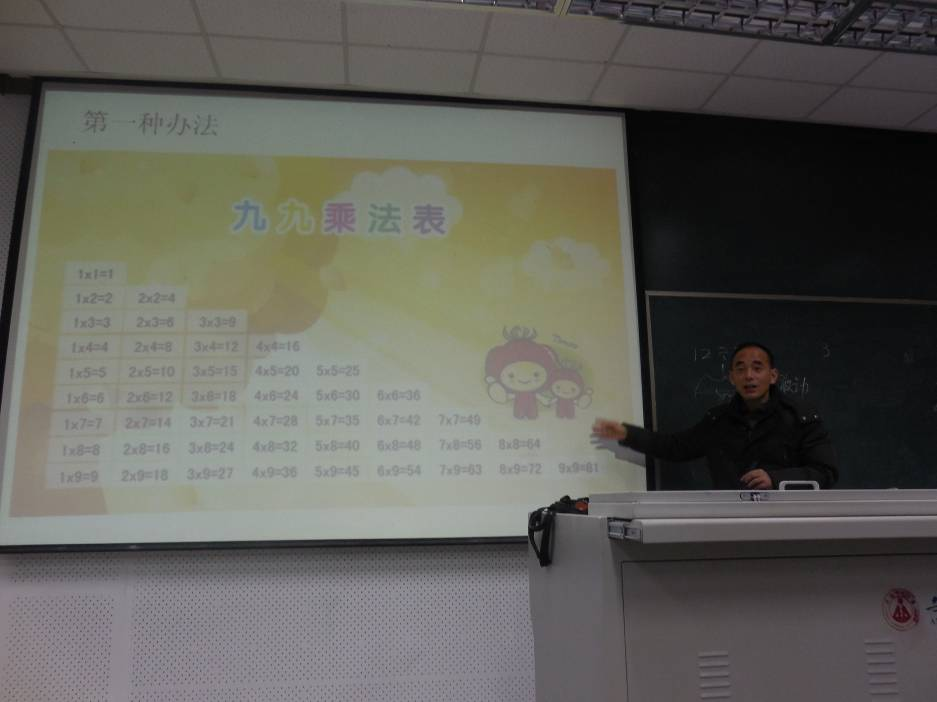 第一种办法
九九乘法表
1x1=1
1x2=2 2x2=4
1x3=3 2x3=6 3x3=9
1x4=4 2x4=8 3x4=12 4x4=16
1x5=5 2x5=10 3x5=15 4x5=20 5x5=25
1x6=6 2x6=12 3x6=18 4x6=24 5x6=30 6x6=36
1x7=7 2x7=14 3x7=21 4x7=28 5x7=35 6x7=42 7x7=49
1x8=8 2x8=16 3x8=24 4x8=32 5x8=40 6x8=48 7x8=56 8x8=64
1x9=9 2x9=18 3x9=27 4x9=36 5x9=45 6x9=54 7x9=63 8x9=72 9x9=81
12
3